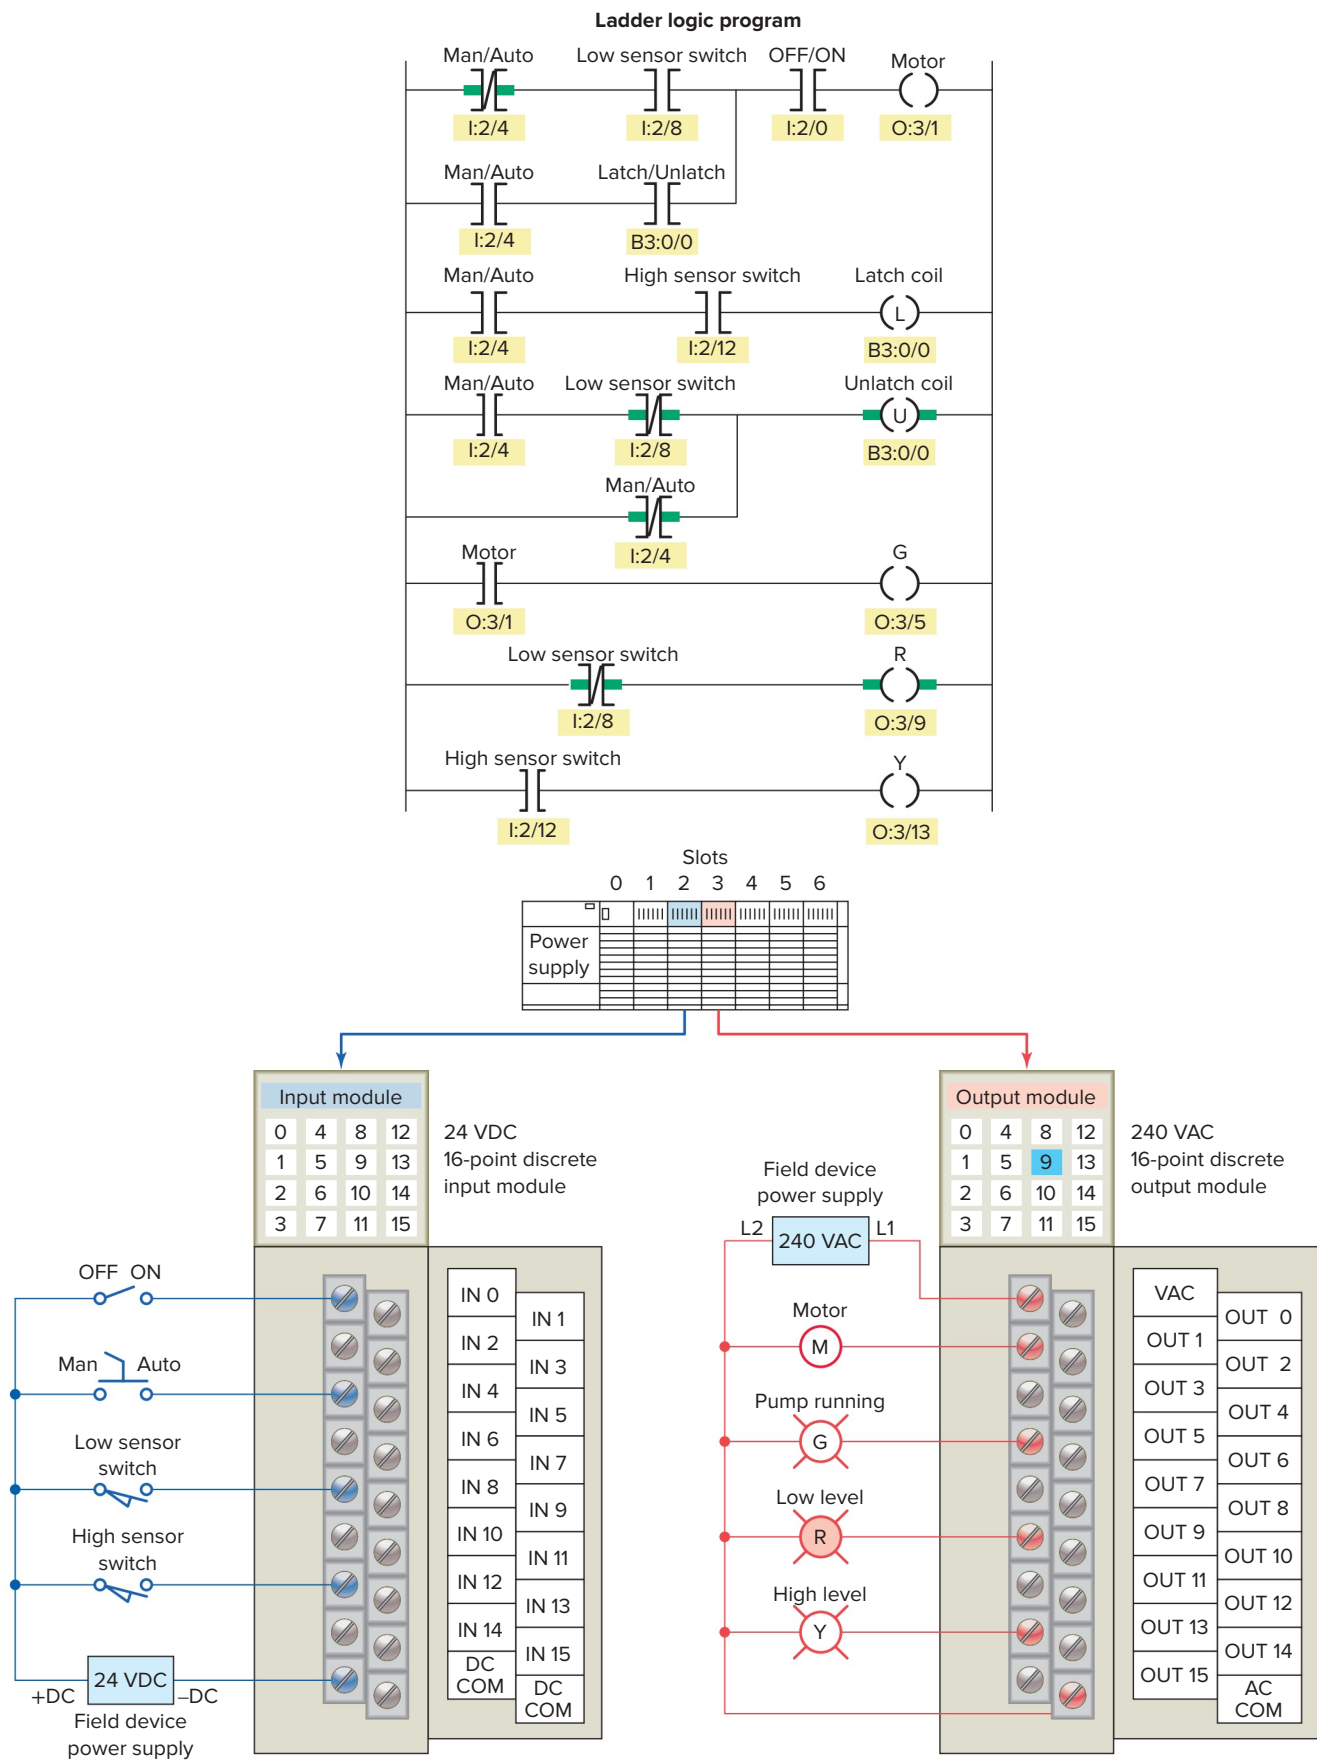 Ladder logic program
Man/Auto Low sensor switch OFF/ON Motor
I:2/4 I:2/8 I:2/0 O:3/1
Man/Auto Latch/Unlatch
I:2/4 B3:0/0
Man/Auto High sensor switch Latch coil
L
I:2/4 I:2/12 B3:0/0
Man/Auto Low sensor switch Unlatch coil
U
I:2/4 I:2/8 B3:0/0
Man/Auto
I:2/4
Motor G
O:3/1 O:3/5
Low sensor switch R
I:2/8 O:3/9
High sensor switch Y
I:2/12 O:3/13
Slots
0 1 2 3 4 5 6
Power
supply
Input module
0 4 8 12
1 5 9 13
2 6 10 14
3 7 11 15
24 VDC
16-point discrete
input module
OFF ON
Man Auto
Low sensor
switch
High sensor
switch
+DC 24 VDC –DC
Field device
power supply
IN 0
IN 1
IN 2
IN 3
IN 4
IN 5
IN 6
IN 7
IN 8
IN 9
IN 10
IN 11
IN 12
IN 13
IN 14
IN 15
DC
COM
DC
COM
Output module
0 4 8 12
1 5 9 13
2 6 10 14
3 7 11 15
240 VAC
16-point discrete
output module
Field device
power supply
L2 240 VAC L1
Motor
M
Pump running
G
Low level
R
High level
Y
VAC
OUT 0
OUT 1
OUT 2
OUT 3
OUT 4
OUT 5
OUT 6
OUT 7
OUT 8
OUT 9
OUT 10
OUT 11
OUT 12
OUT 13
OUT 14
OUT 15
AC
COM